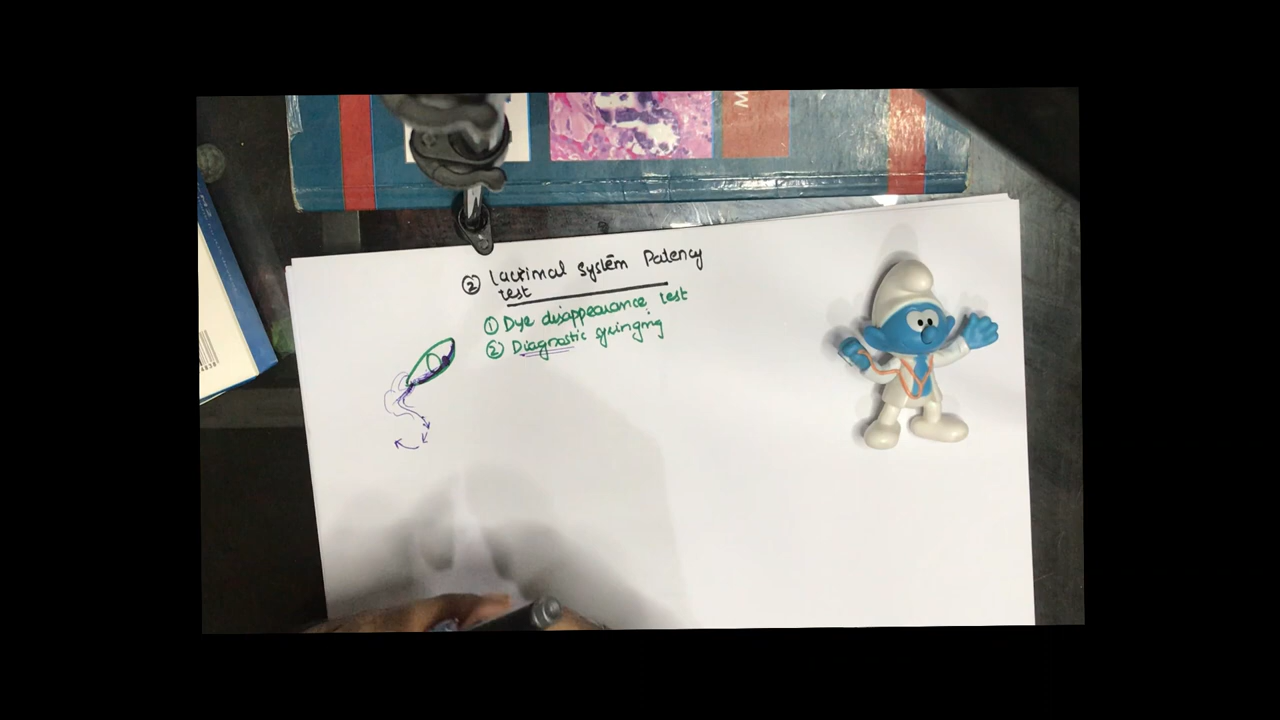 ② Lacrimal System Patency
test
① Dye disappearance test
② Diagnostic syringing
M